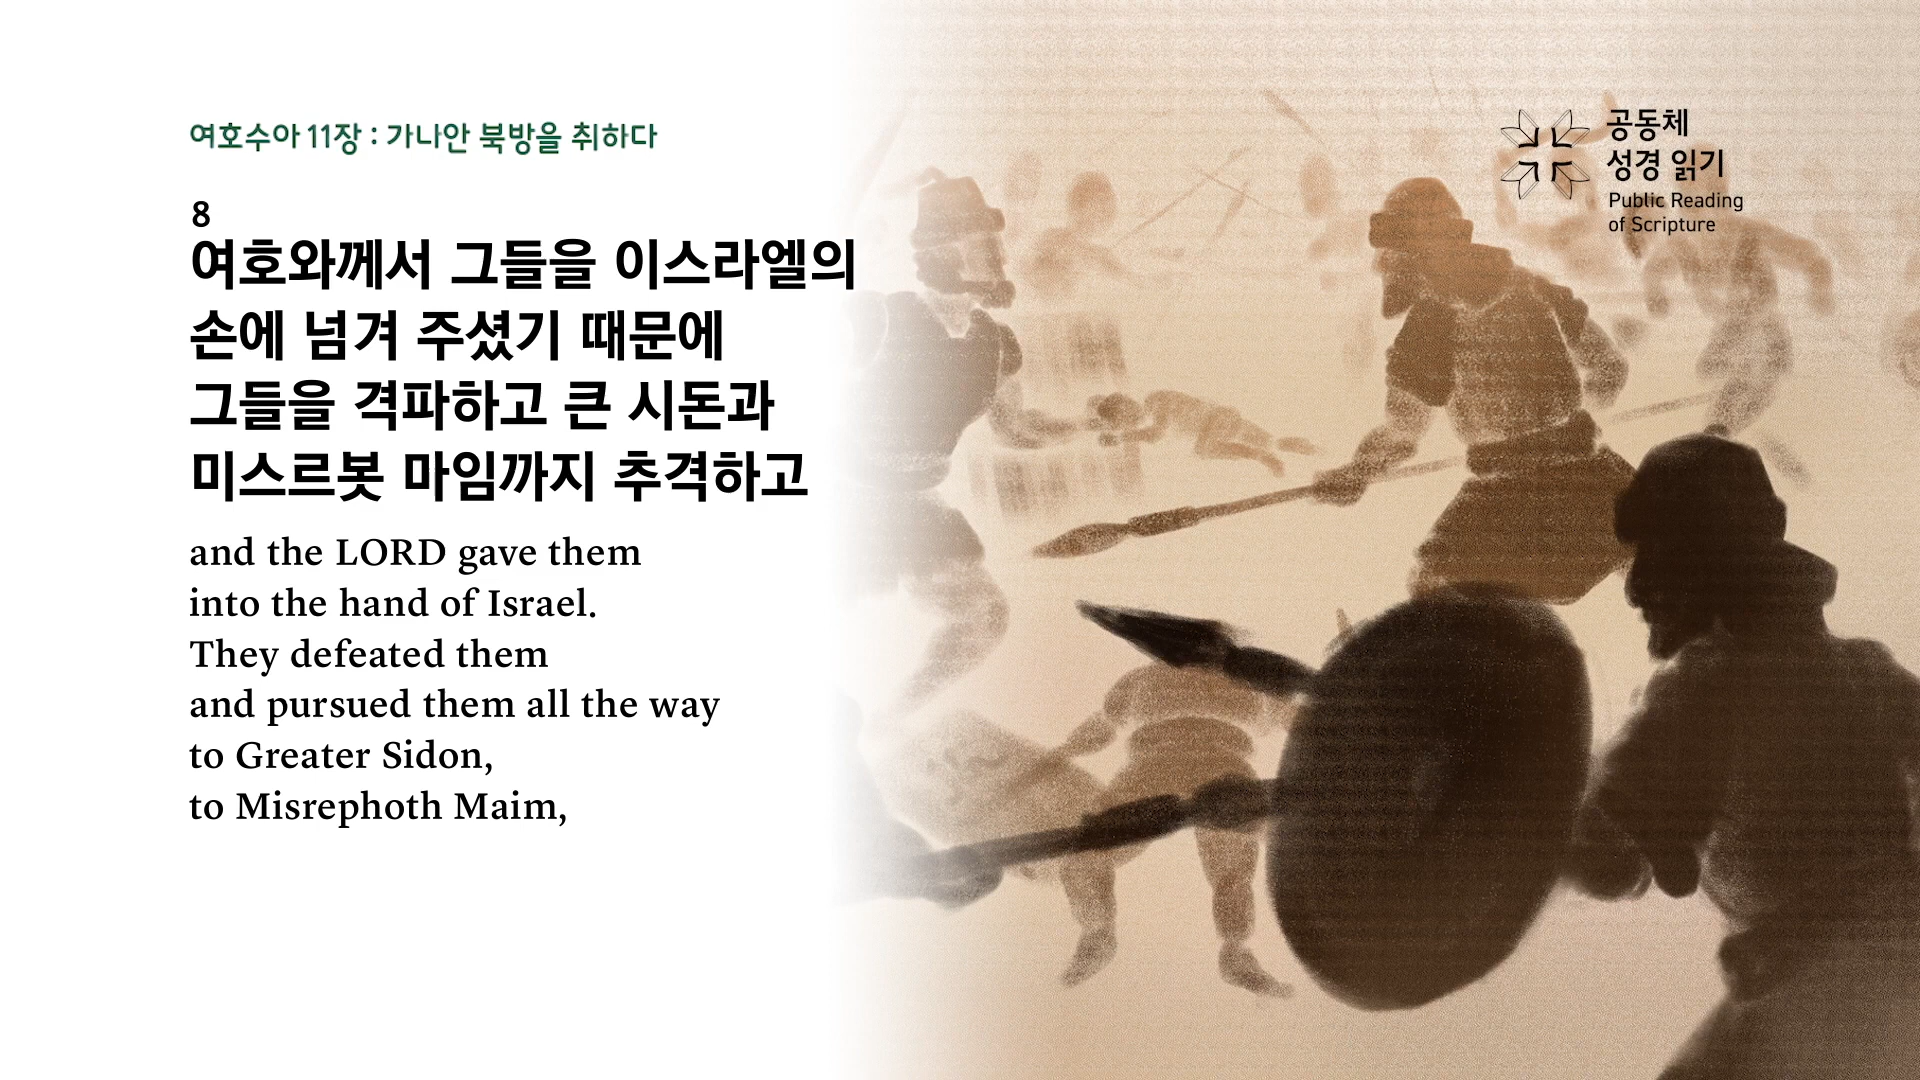 여호수아 11장 : 가나안 북방을 취하다
8
여호와께서 그들을 이스라엘의
손에 넘겨 주셨기 때문에
그들을 격파하고 큰 시돈과
미스르봇 마임까지 추격하고
and the LORD gave them
into the hand of Israel.
They defeated them
and pursued them all the way
to Greater Sidon,
to Misrephoth Maim,
공동체
성경 읽기
Public Reading
of Scripture